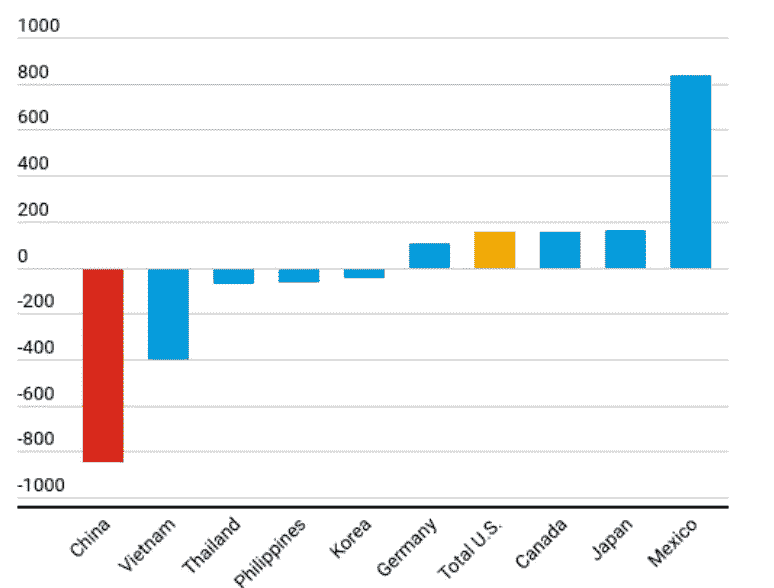 1000
800
600
400
200
0
-200
-400
-600
-800
-1000
China
Vietnam
Thailand
Philippines
Korea
Germany
Total U.S.
Canada
Japan
Mexico